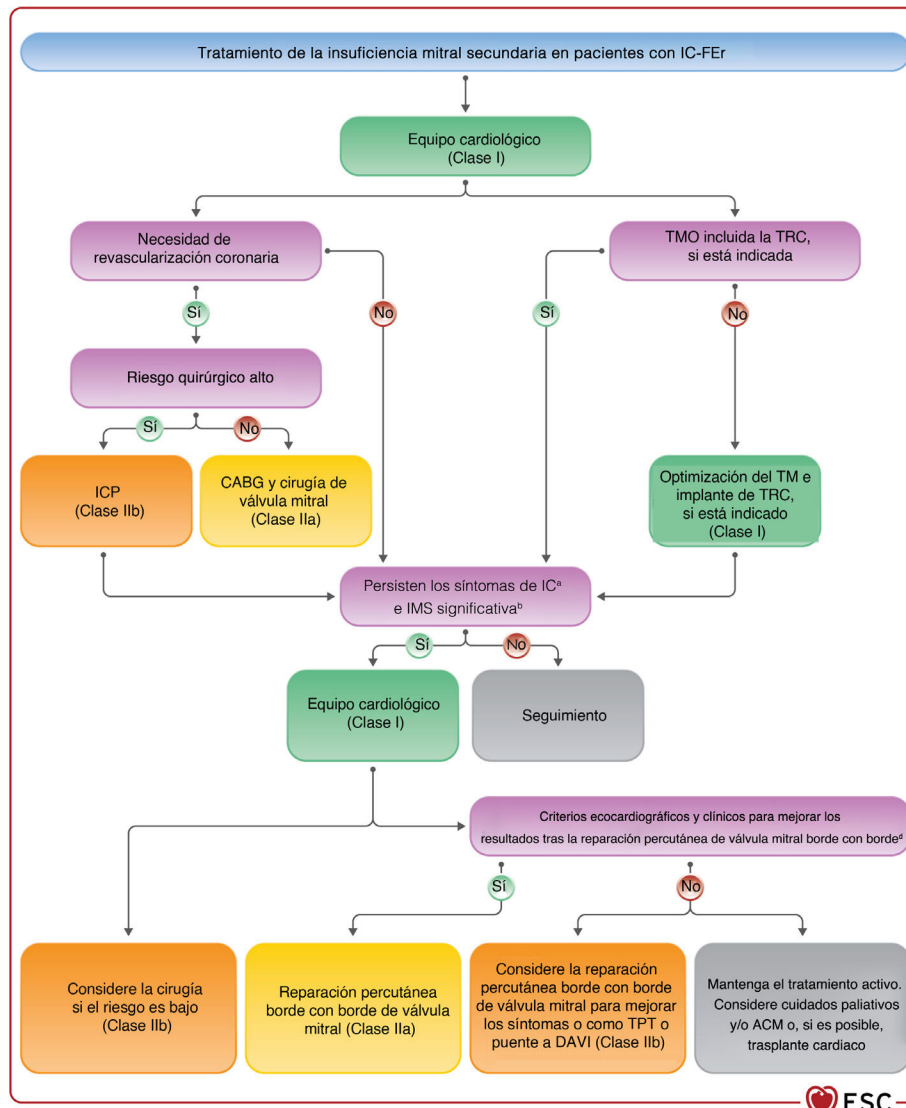 Tratamiento de la insuficiencia mitral secundaria en pacientes con IC-FEr
Equipo cardiológico
(Clase I)
Necesidad de
revascularización coronaria
TMO incluida la TRC,
si está indicada
Sí
No
Sí
No
Riesgo quirúrgico alto
Sí
No
ICP
(Clase IIb)
CABG y cirugía de
válvula mitral
(Clase IIa)
Optimización del TM e
implante de TRC,
si está indicado
(Clase I)
Persisten los síntomas de ICᵃ
e IMS significativaᵇ
Sí
No
Equipo cardiológico
(Clase I)
Seguimiento
Criterios ecocardiográficos y clínicos para mejorar los
resultados tras la reparación percutánea de válvula mitral borde con bordeᵈ
Sí
No
Considere la cirugía
si el riesgo es bajo
(Clase IIb)
Reparación percutánea
borde con borde de válvula
mitral (Clase IIa)
Considere la reparación
percutánea borde con borde
de válvula mitral para mejorar
los síntomas o como TPT o
puente a DAVI (Clase IIb)
Mantenga el tratamiento activo.
Considere cuidados paliativos
y/o ACM o, si es posible,
trasplante cardiaco
ESC